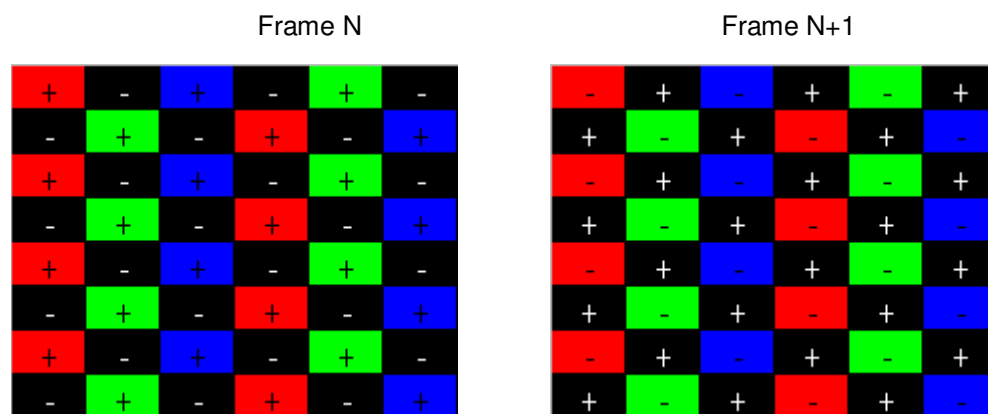 Frame N Frame N+1
+ - + - + - - + - + - +
- + - + - + + - + - + -
+ - + - + - - + - + - +
- + - + - + + - + - + -
+ - + - + - - + - + - +
- + - + - + + - + - + -
+ - + - + - - + - + - +
- + - + - + + - + - + -